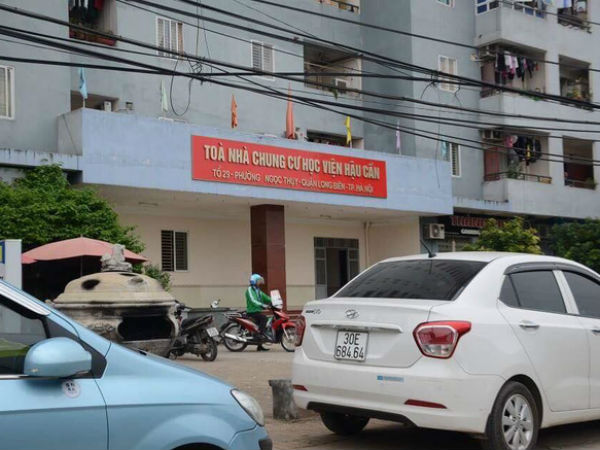 TOÀ NHÀ CHUNG CƯ HỌC VIỆN HẬU CẦN
TỔ 29 - PHƯỜNG NGỌC THỤY - QUẬN LONG BIÊN - TP. HÀ NỘI
30E
684.64